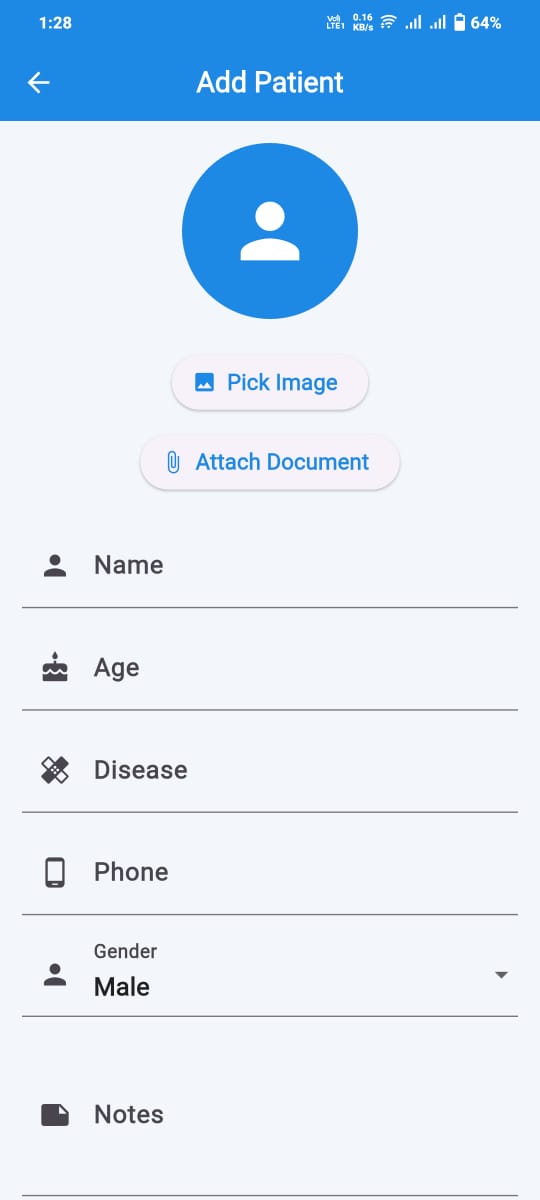 1:28
Vo) LTE1 0.16 KB/s 64%
Add Patient
Pick Image
Attach Document
Name
Age
Disease
Phone
Gender
Male
Notes